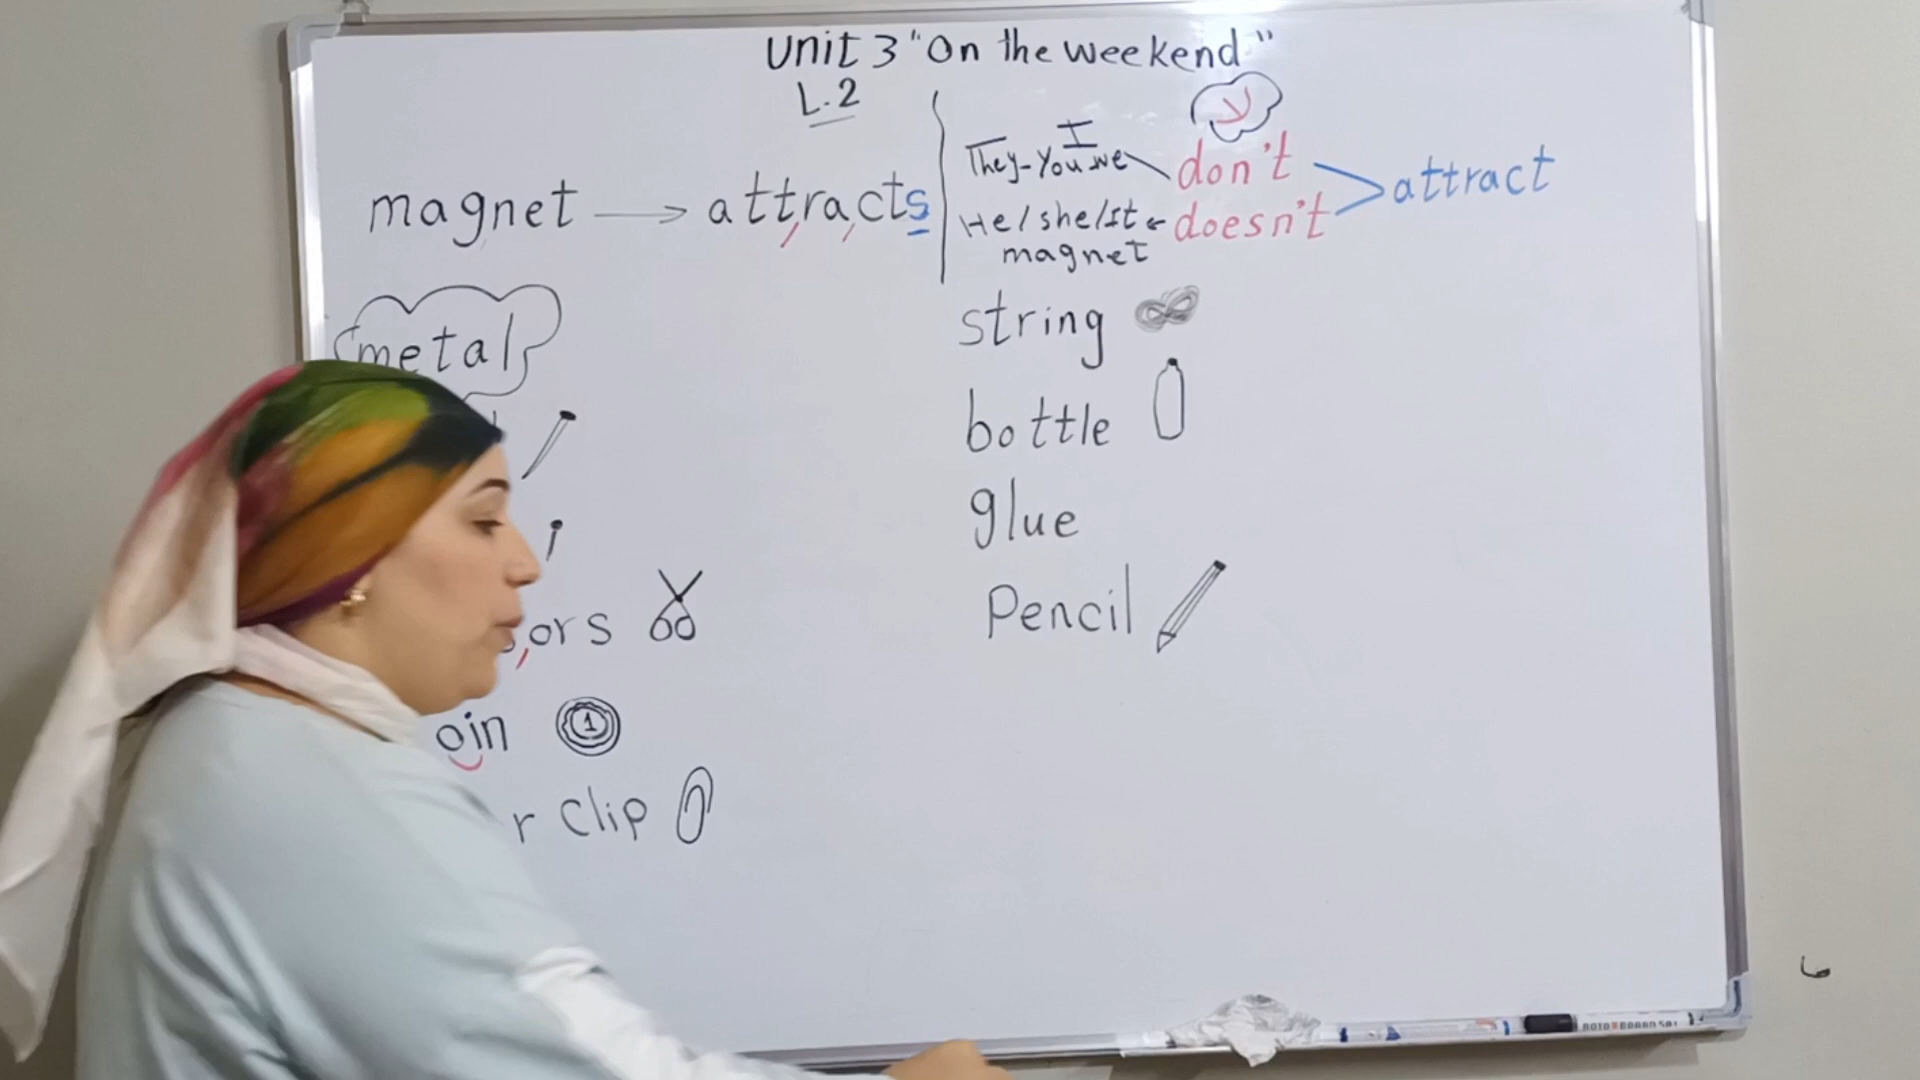 Unit 3 "On the weekend"
L.2
magnet → attracts
I
They-You-we don't
He/she/It doesn't
magnet
attract
metal
ors
oin
r Clip
string
bottle
glue
Pencil
1